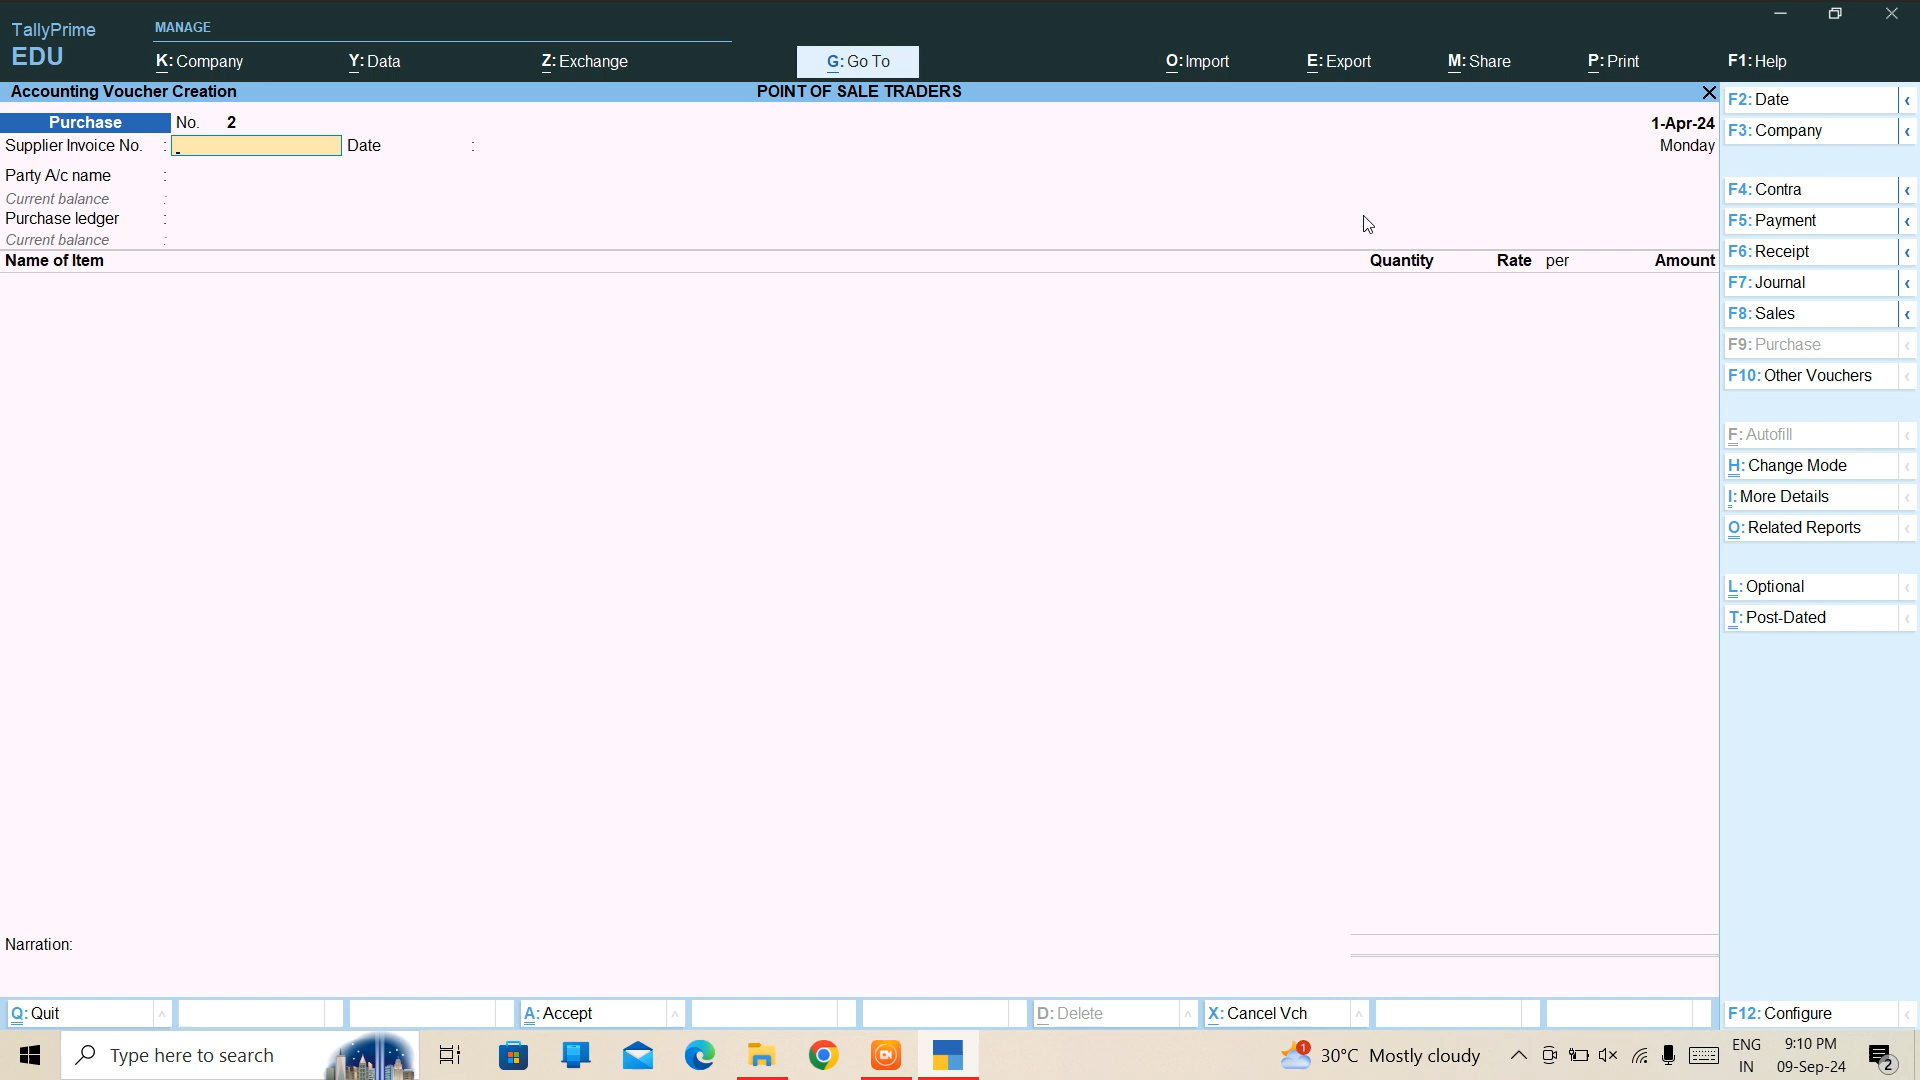 TallyPrime
EDU
MANAGE
K: Company
Y: Data
Z: Exchange
G: Go To
O: Import
E: Export
M: Share
P: Print
F1: Help
Accounting Voucher Creation
POINT OF SALE TRADERS
Purchase No. 2
1-Apr-24
Supplier Invoice No. :
Date :
Monday
Party A/c name :
Current balance :
Purchase ledger :
Current balance :
Name of Item
Quantity
Rate per
Amount
Narration:
F2: Date
F3: Company
F4: Contra
F5: Payment
F6: Receipt
F7: Journal
F8: Sales
F9: Purchase
F10: Other Vouchers
F: Autofill
H: Change Mode
I: More Details
O: Related Reports
L: Optional
T: Post-Dated
F12: Configure
Q: Quit
A: Accept
D: Delete
X: Cancel Vch
Type here to search
1
30°C Mostly cloudy
ENG
IN
9:10 PM
09-Sep-24
2